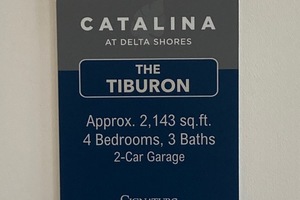 CATALINA
AT DELTA SHORES
THE
TIBURON
Approx. 2,143 sq.ft.
4 Bedrooms, 3 Baths
2-Car Garage